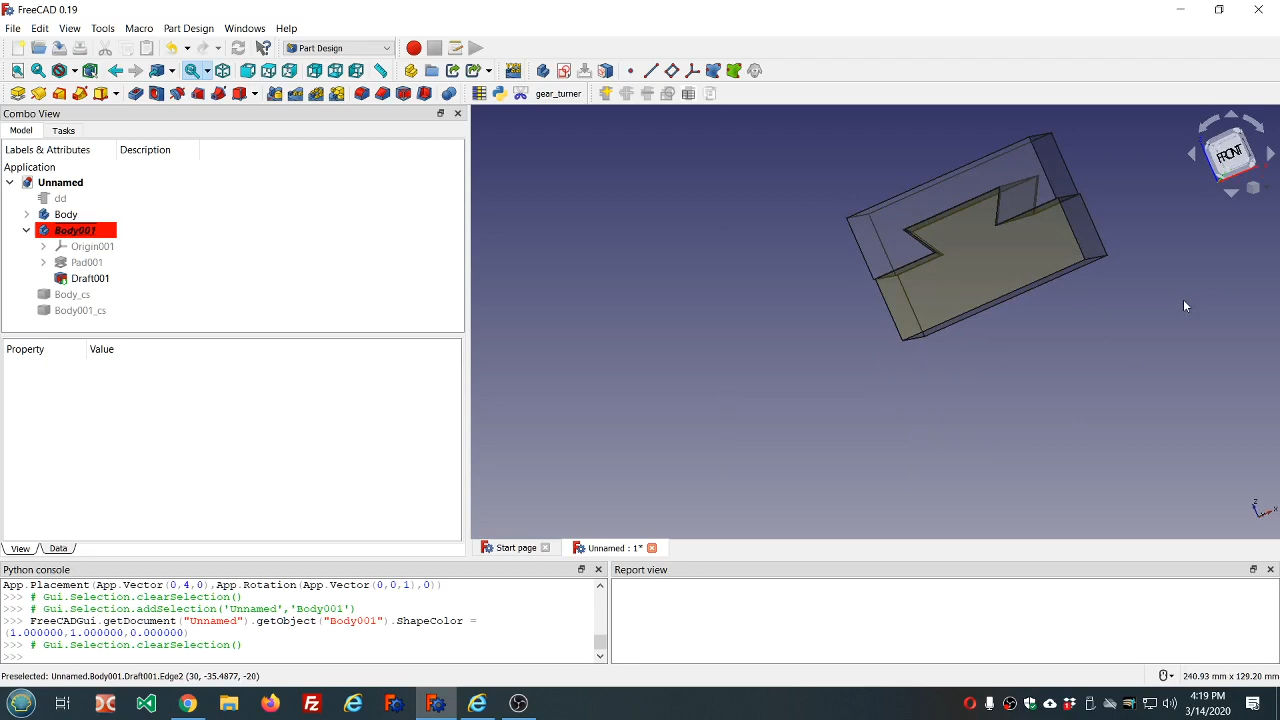 FreeCAD 0.19
File Edit View Tools Macro Part Design Windows Help
Part Design
gear_turner
Combo View
Model Tasks
Labels & Attributes Description
Application
Unnamed
dd
Body
Body001
Origin001
Pad001
Draft001
Body_cs
Body001_cs
Property Value
View Data
FRONT
z
x
Start page
Unnamed : 1*
Python console
App.Placement(App.Vector(0,4,0),App.Rotation(App.Vector(0,0,1),0))
>>> # Gui.Selection.clearSelection()
>>> # Gui.Selection.addSelection('Unnamed','Body001')
>>> FreeCADGui.getDocument("Unnamed").getObject("Body001").ShapeColor =
(1.000000,1.000000,0.000000)
>>> # Gui.Selection.clearSelection()
>>>
Report view
Preselected: Unnamed.Body001.Draft001.Edge2 (30, -35.4877, -20)
240.93 mm x 129.20 mm
4:19 PM
3/14/2020